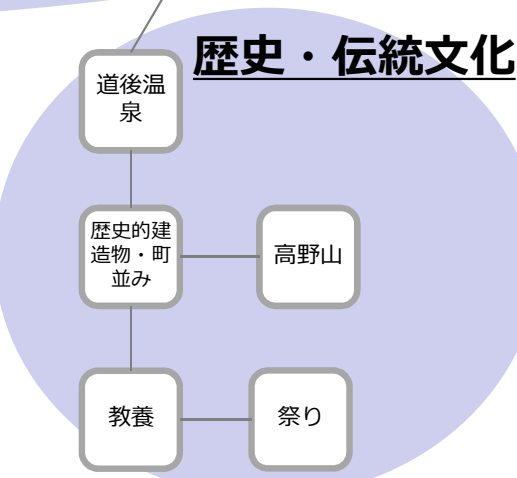 歴史・伝統文化
道後温
泉
歴史的建
造物・町
並み
高野山
教養
祭り